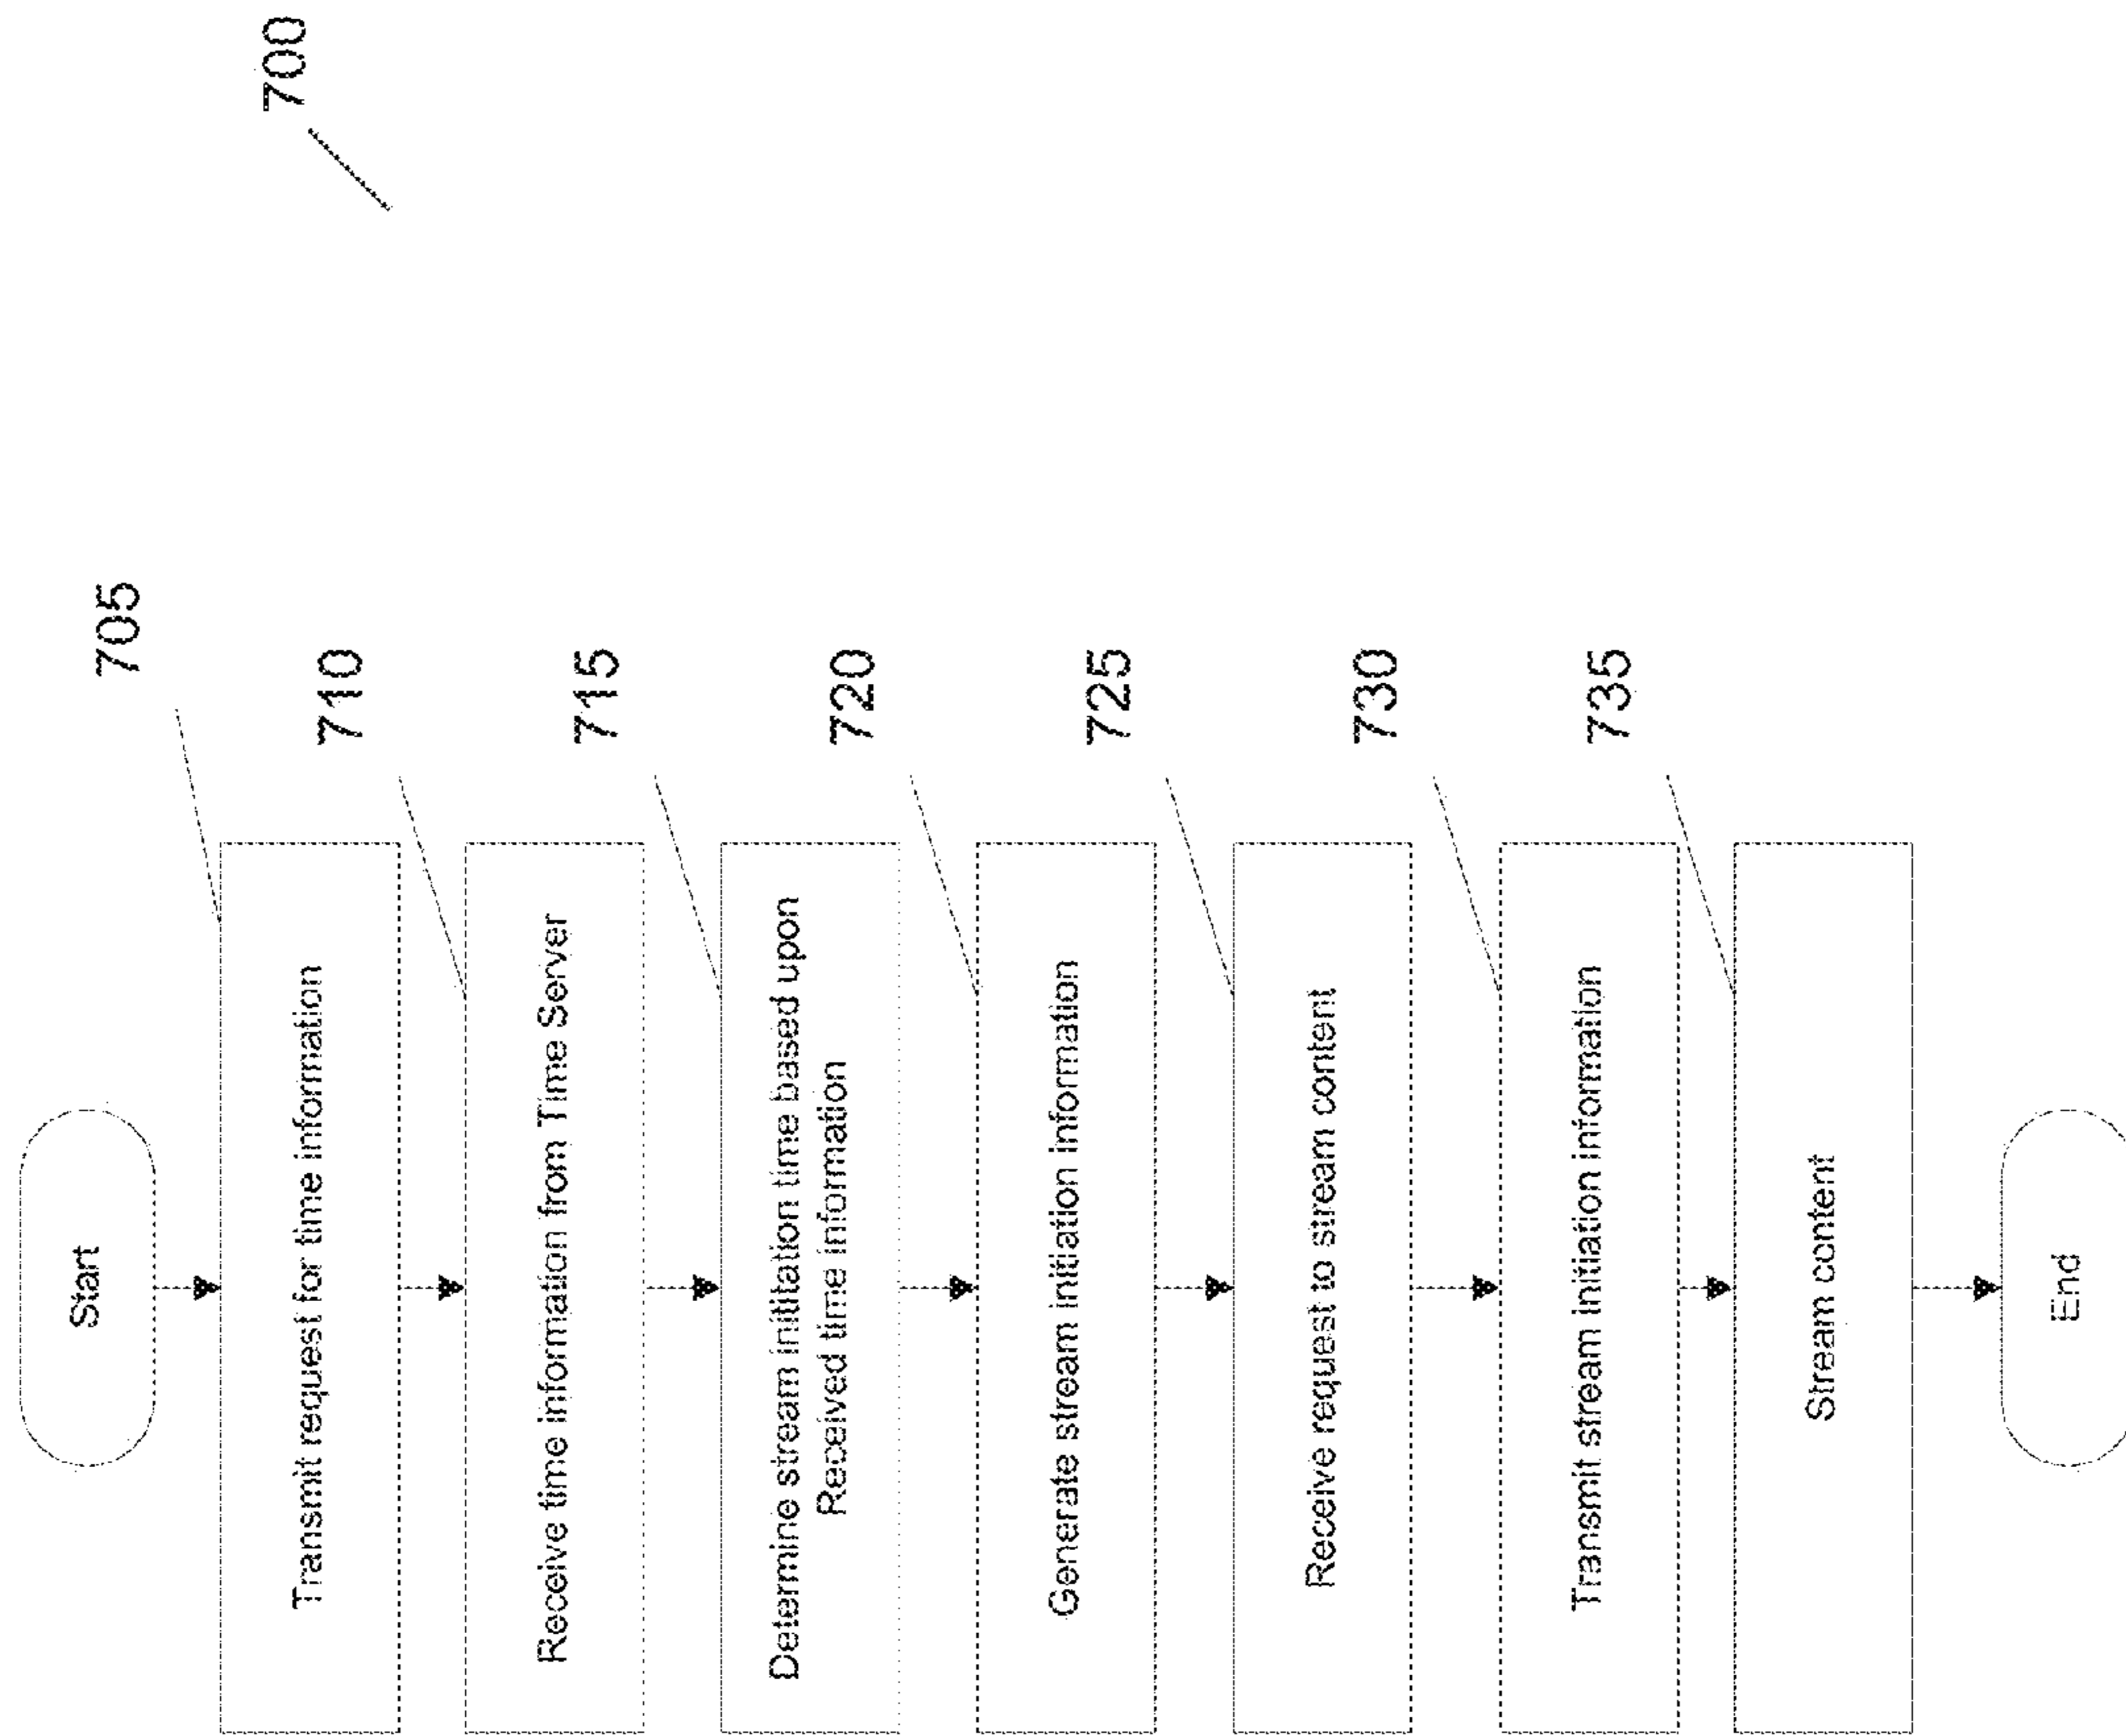 700
Start
705
Transmit request for time information
710
Receive time information from Time Server
715
Determine stream inititation time based upon
Received time information
720
Generate stream initiation information
725
Receive request to stream content
730
Transmit stream initiation information
735
Stream content
End